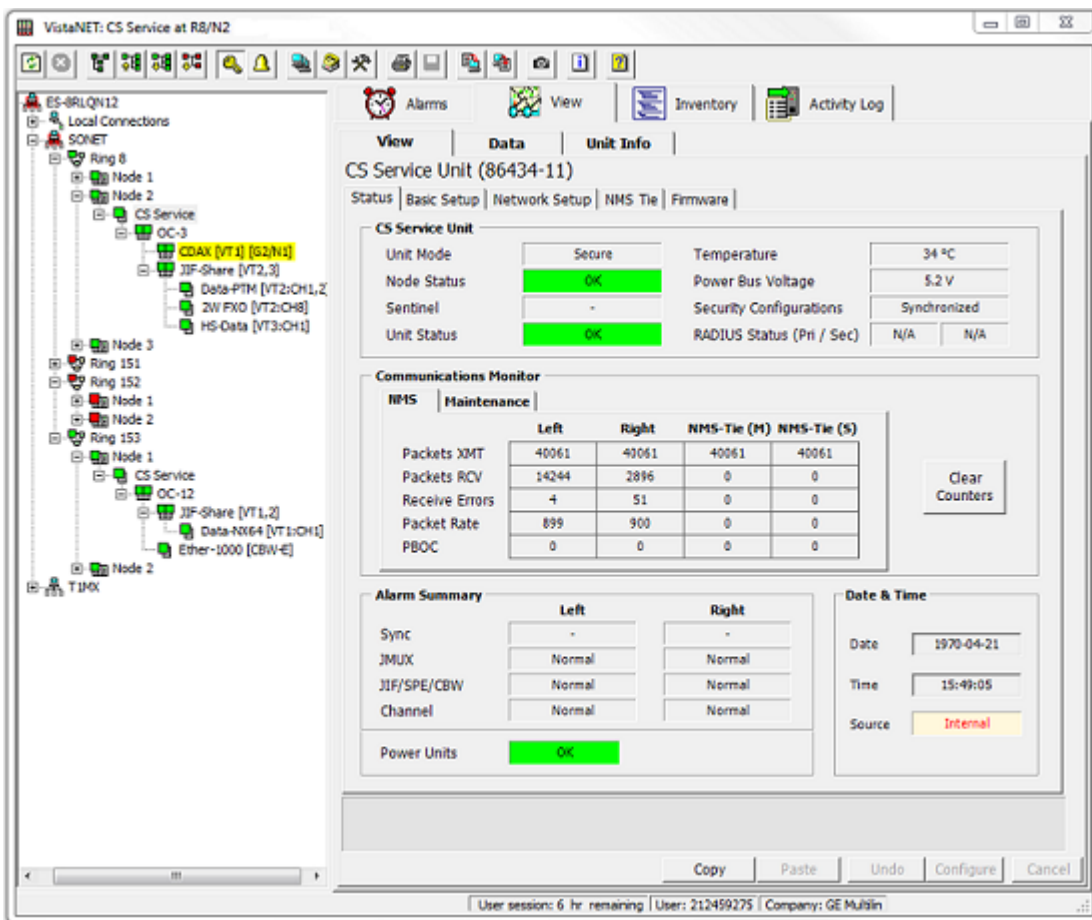 VistaNET: CS Service at R8/N2
ES-8RLQN12
Local Connections
SONET
Ring 8
Node 1
Node 2
CS Service
OC-3
CDAX [VT1] [G2/N1]
JIF-Share [VT2,3]
Data-PTM [VT2:CH1,2]
2W FXO [VT2:CH8]
HS-Data [VT3:CH1]
Node 3
Ring 151
Ring 152
Node 1
Node 2
Ring 153
Node 1
CS Service
OC-12
JIF-Share [VT1,2]
Data-NX64 [VT1:CH1]
Ether-1000 [CBW-E]
Node 2
T1MX
Alarms View Inventory Activity Log
View Data Unit Info
CS Service Unit (86434-11)
Status Basic Setup Network Setup NMS Tie Firmware
CS Service Unit
Unit Mode Secure Temperature 34 ºC
Node Status OK Power Bus Voltage 5.2 V
Sentinel - Security Configurations Synchronized
Unit Status OK RADIUS Status (Pri / Sec) N/A N/A
Communications Monitor
NMS Maintenance
Left Right NMS-Tie (M) NMS-Tie (S)
Packets XMT 40061 40061 40061 40061
Packets RCV 14244 2896 0 0
Receive Errors 4 51 0 0
Packet Rate 899 900 0 0
PBOC 0 0 0 0
Clear
Counters
Alarm Summary
Left Right
Sync - -
JMUX Normal Normal
JIF/SPE/CBW Normal Normal
Channel Normal Normal
Power Units OK
Date & Time
Date 1970-04-21
Time 15:49:05
Source Internal
Copy Paste Undo Configure Cancel
User session: 6 hr remaining User: 212459275 Company: GE Multilin